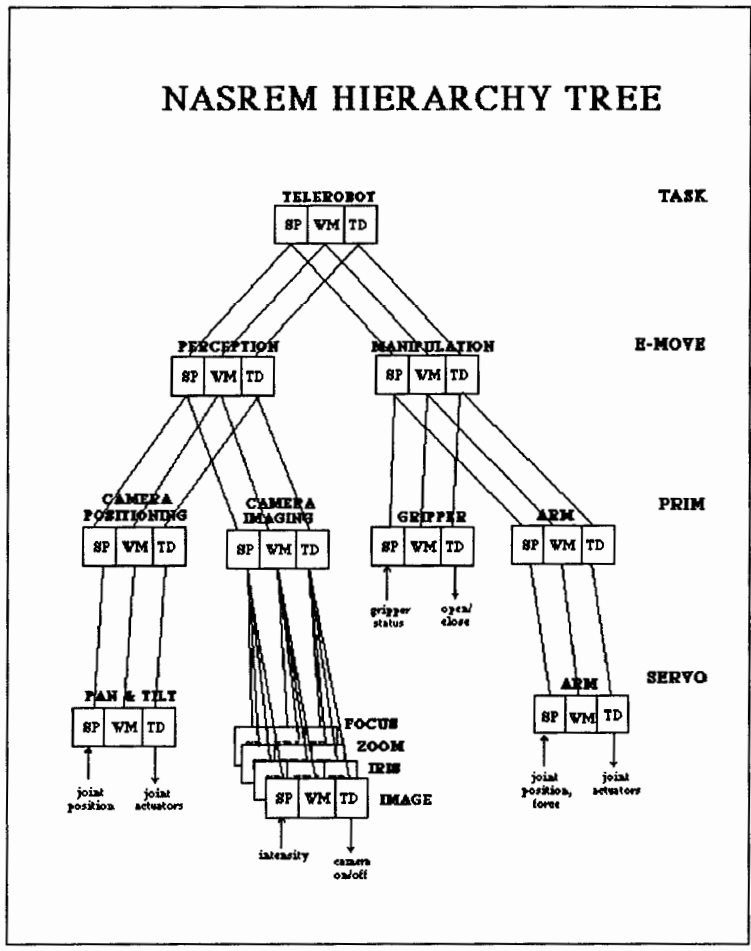 NASREM HIERARCHY TREE
TELEROBOT
TASK
SP WM TD
PERCEPTION
MANIPULATION
E-MOVE
SP WM TD
SP WM TD
CAMERA
POSITIONING
CAMERA
IMAGING
GRIPPER
ARM
PRIM
SP WM TD
SP WM TD
SP WM TD
SP WM TD
gripper
status
open/
close
PAN & TILT
ARM
SERVO
SP WM TD
SP WM TD
FOCUS
ZOOM
IRIS
IMAGE
SP WM TD
joint
position
joint
actuators
joint
position,
force
joint
actuators
intensity
camera
on/off